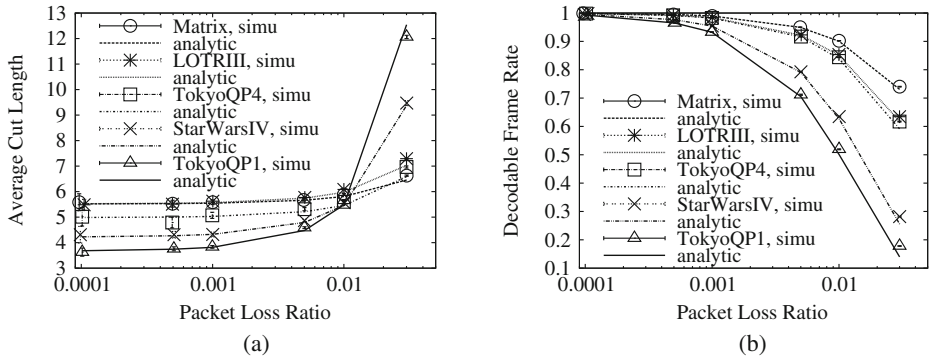 13
12
11
10
9
8
7
6
5
4
3
Average Cut Length
Matrix, simu
analytic
LOTRIII, simu
analytic
TokyoQP4, simu
analytic
StarWarsIV, simu
analytic
TokyoQP1, simu
analytic
0.0001
0.001
0.01
Packet Loss Ratio
(a)
1
0.9
0.8
0.7
0.6
0.5
0.4
0.3
0.2
0.1
Decodable Frame Rate
Matrix, simu
analytic
LOTRIII, simu
analytic
TokyoQP4, simu
analytic
StarWarsIV, simu
analytic
TokyoQP1, simu
analytic
0.0001
0.001
0.01
Packet Loss Ratio
(b)